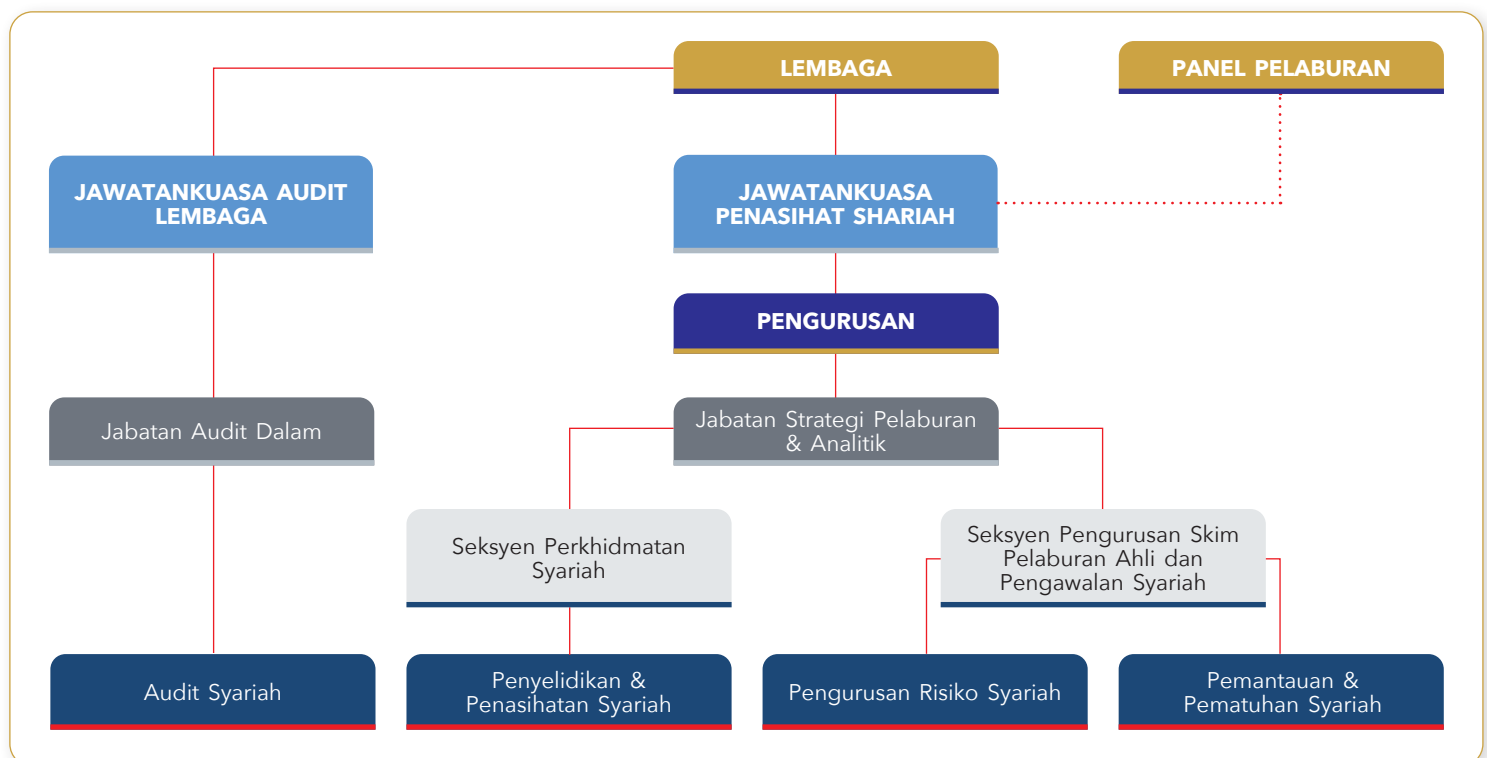 LEMBAGA
PANEL PELABURAN
JAWATANKUASA AUDIT
LEMBAGA
JAWATANKUASA
PENASIHAT SHARIAH
PENGURUSAN
Jabatan Audit Dalam
Jabatan Strategi Pelaburan
& Analitik
Seksyen Perkhidmatan
Syariah
Seksyen Pengurusan Skim
Pelaburan Ahli dan
Pengawalan Syariah
Audit Syariah
Penyelidikan &
Penasihatan Syariah
Pengurusan Risiko Syariah
Pemantauan &
Pematuhan Syariah